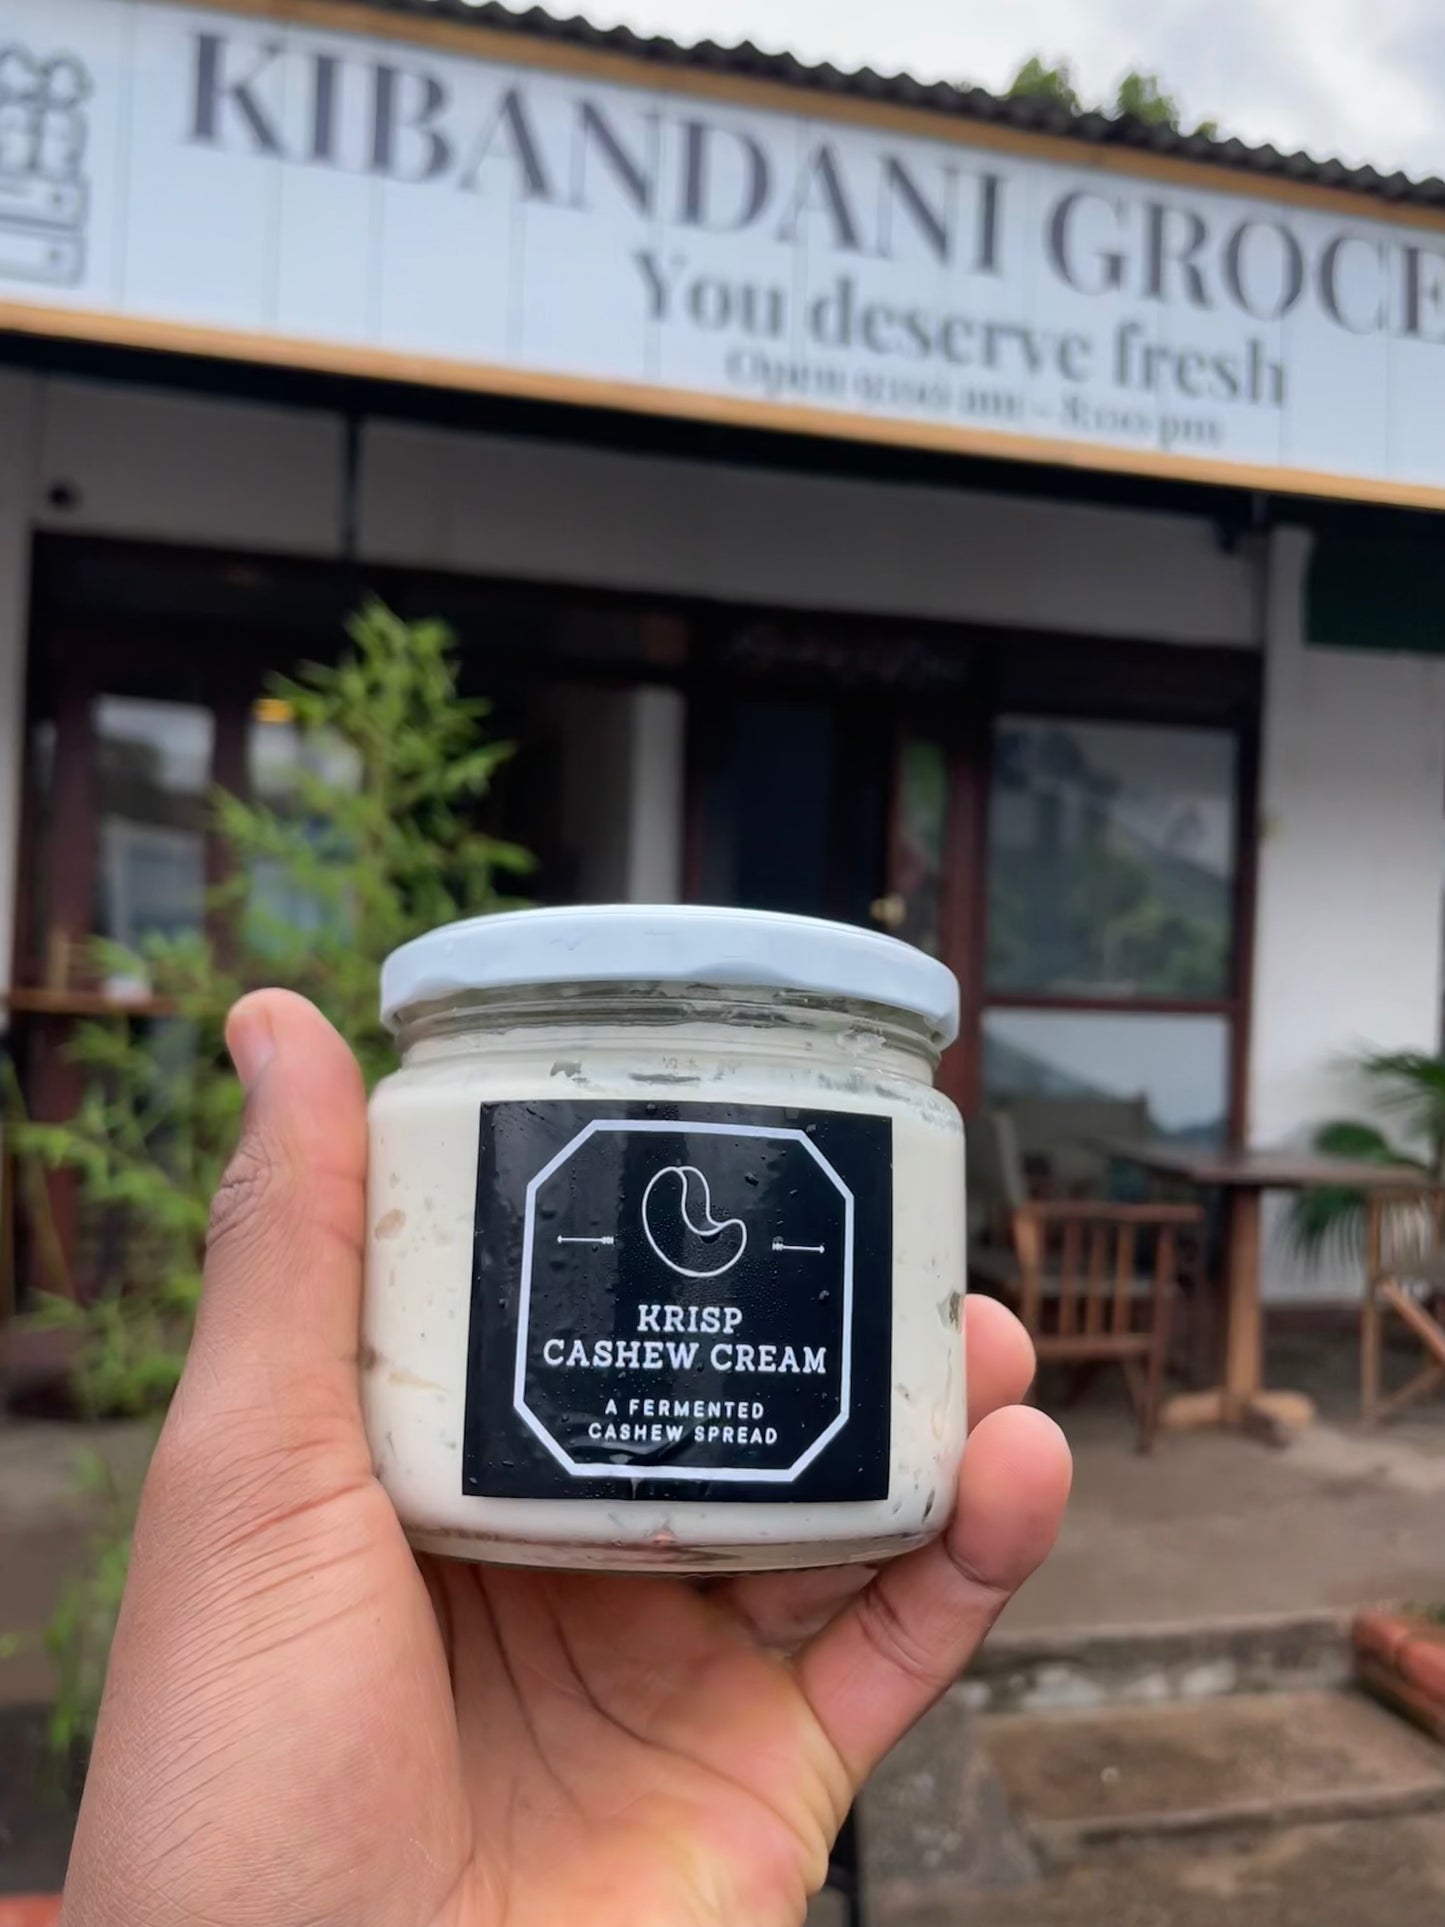 KIBANDANI GROCE
You deserve fresh
KRISP
CASHEW CREAM
A FERMENTED
CASHEW SPREAD